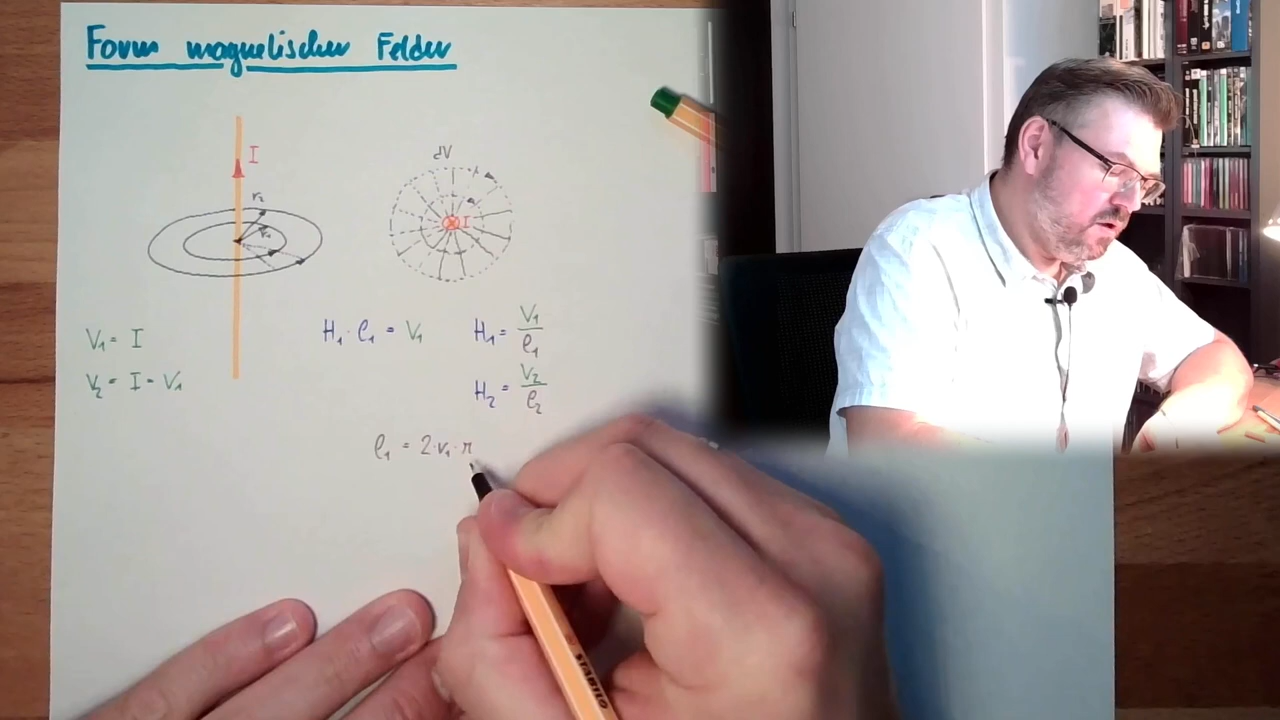 Form magnetischer Felder
I
r₂
r₁
dV
I
V₁ = I
V₂ = I = V₁
H₁ · l₁ = V₁
H₁ = V₁/l₁
H₂ = V₂/l₂
l₁ = 2·r₁·π
STABILO